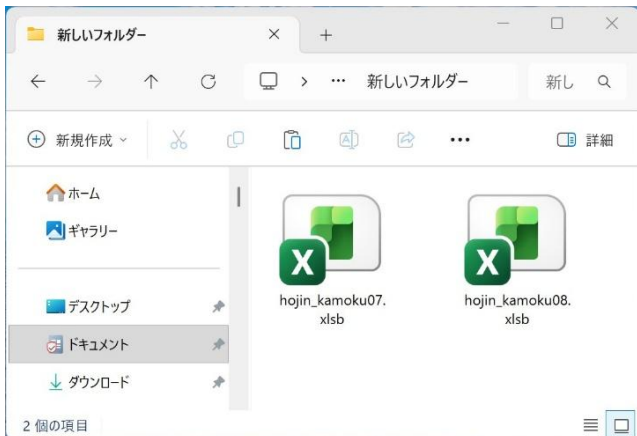 新しいフォルダー
新しいフォルダー
新し
新規作成
詳細
ホーム
ギャラリー
デスクトップ
ドキュメント
ダウンロード
hojin_kamoku07.
xlsb
hojin_kamoku08.
xlsb
2 個の項目